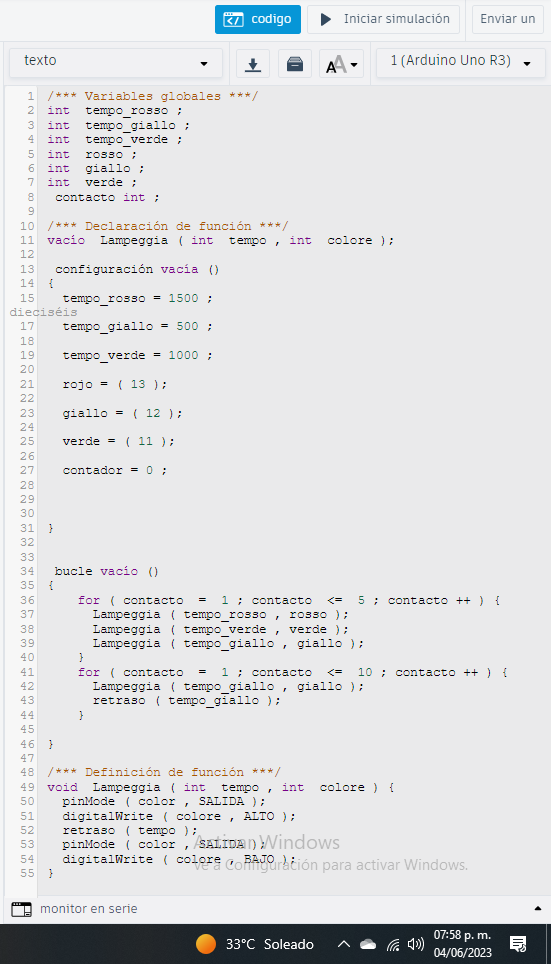 codigo
Iniciar simulación
Enviar un
texto
AA
1 (Arduino Uno R3)
1 /*** Variables globales ***/
2 int tempo_rosso ;
3 int tempo_giallo ;
4 int tempo_verde ;
5 int rosso ;
6 int giallo ;
7 int verde ;
8 contacto int ;
9
10 /*** Declaración de función ***/
11 vacío Lampeggia ( int tempo , int colore );
12
13 configuración vacía ()
14 {
15 tempo_rosso = 1500 ;
dieciséis
17 tempo_giallo = 500 ;
18
19 tempo_verde = 1000 ;
20
21 rojo = ( 13 );
22
23 giallo = ( 12 );
24
25 verde = ( 11 );
26
27 contador = 0 ;
28
29
30
31 }
32
33
34 bucle vacío ()
35 {
36 for ( contacto = 1 ; contacto <= 5 ; contacto ++ ) {
37 Lampeggia ( tempo_rosso , rosso );
38 Lampeggia ( tempo_verde , verde );
39 Lampeggia ( tempo_giallo , giallo );
40 }
41 for ( contacto = 1 ; contacto <= 10 ; contacto ++ ) {
42 Lampeggia ( tempo_giallo , giallo );
43 retraso ( tempo_giallo );
44 }
45
46 }
47
48 /*** Definición de función ***/
49 void Lampeggia ( int tempo , int colore ) {
50 pinMode ( color , SALIDA );
51 digitalWrite ( colore , ALTO );
52 retraso ( tempo );
53 pinMode ( color , SALIDA );
54 digitalWrite ( colore , BAJO );
55 }
Activar Windows
Ve a Configuración para activar Windows.
monitor en serie
33°C Soleado
07:58 p. m.
04/06/2023